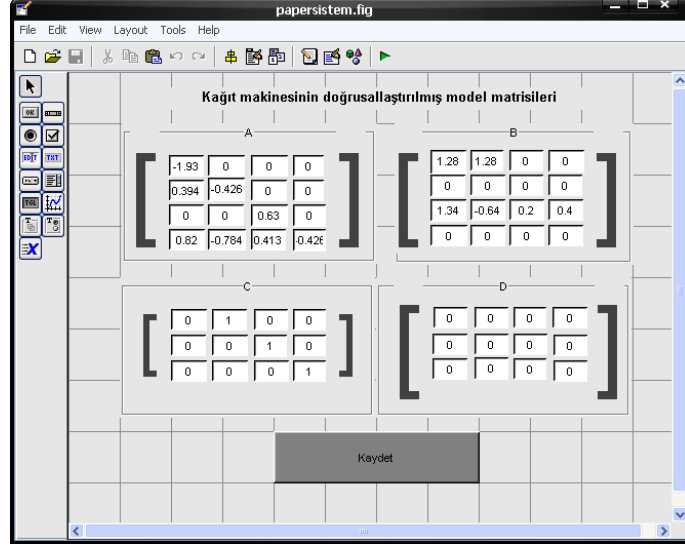 papersistem.fig
File Edit View Layout Tools Help
Kağıt makinesinin doğrusallaştırılmış model matrisileri
A
-1.93 0 0 0
0.394 -0.426 0 0
0 0 0.63 0
0.82 -0.784 0.413 -0.426
B
1.28 1.28 0 0
0 0 0 0
1.34 -0.64 0.2 0.4
0 0 0 0
C
0 1 0 0
0 0 1 0
0 0 0 1
D
0 0 0 0
0 0 0 0
0 0 0 0
Kaydet
OK
EDIT TXT
TGL